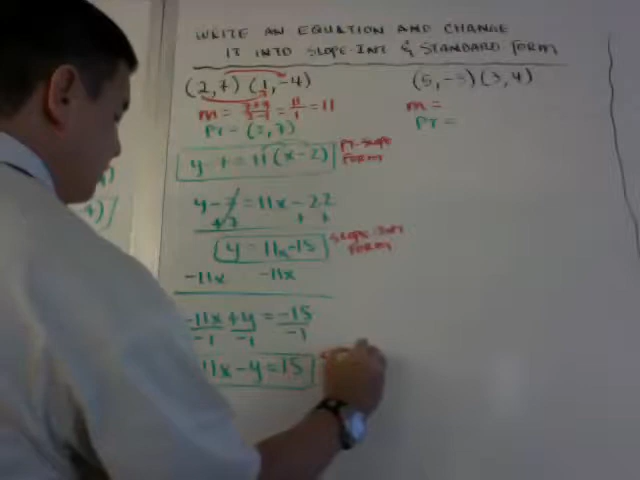 WRITE AN EQUATION AND CHANGE
IT INTO SLOPE-INT & STANDARD FORM
(2,7) (1,-4)
m = 7+4/2-1 = 11/1 = 11
PT = (2,7)
y-7 = 11(x-2)
PT-SLOPE
FORM
y-7 = 11x-22
+7
y = 11x-15
SLOPE-INT
FORM
-11x -11x
-11x + y = -15
-1 -1 -1
11x-y=15
(5,-3) (3,4)
m =
PT =